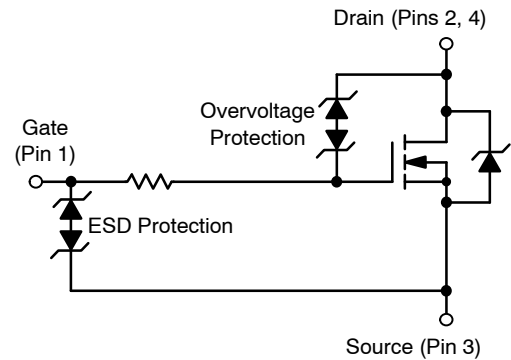 Drain (Pins 2, 4)
Overvoltage
Protection
Gate
(Pin 1)
ESD Protection
Source (Pin 3)